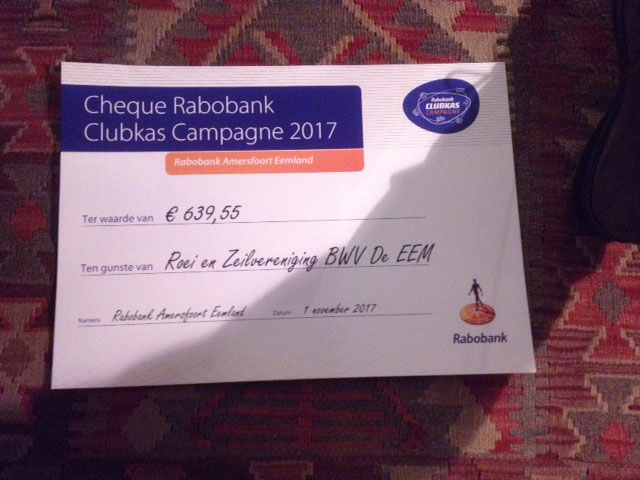 Cheque Rabobank
Clubkas Campagne 2017
Rabobank
CLUBKAS
CAMPAGNE
Rabobank Amersfoort Eemland
Ter waarde van € 639,55
Ten gunste van Roei en Zeilvereniging BWV De EEM
Namens Rabobank Amersfoort Eemland Datum 1 november 2017
Rabobank